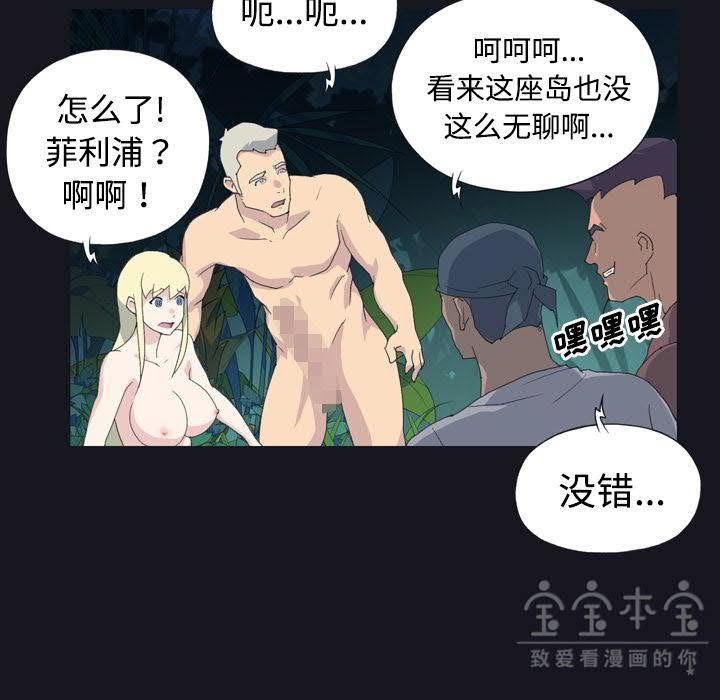 呃...呃...
怎么了!
菲利浦？
啊啊！
呵呵呵...
看来这座岛也没
这么无聊啊...
嘿嘿嘿
没错...
宝宝本宝
致爱看漫画的你